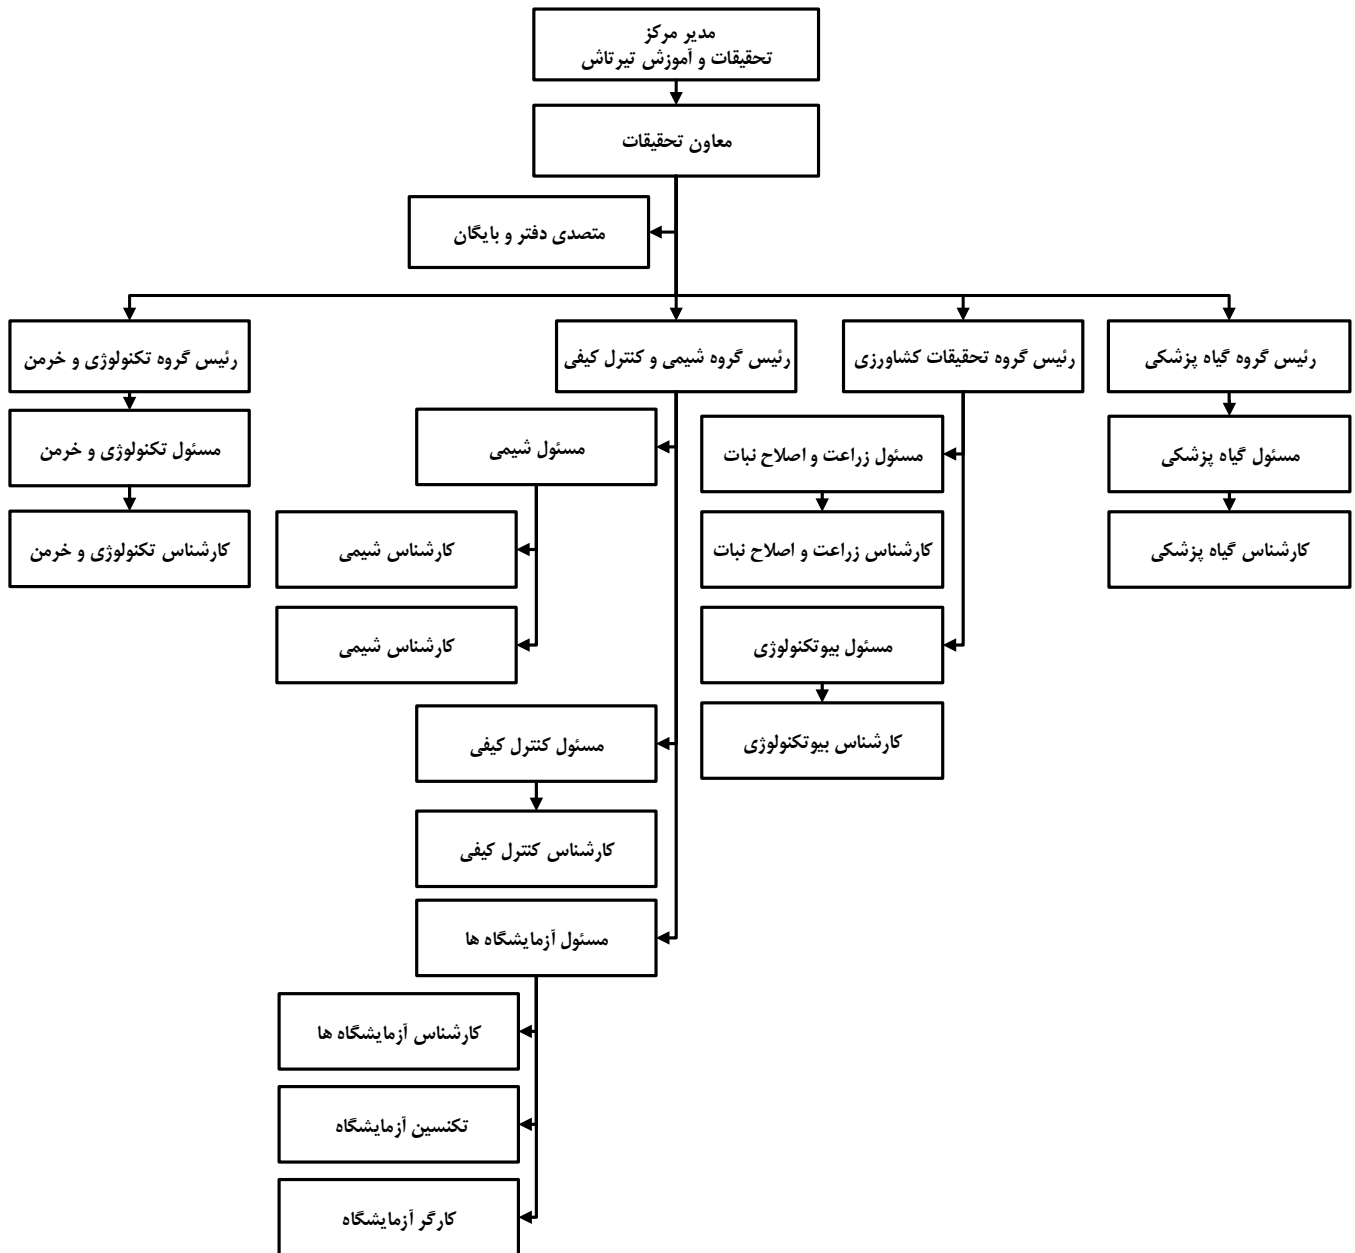 مدیر مرکز
تحقیقات و آموزش تیرتاش
معاون تحقیقات
متصدی دفتر و بایگان
رئیس گروه گیاه پزشکی
رئیس گروه تحقیقات کشاورزی
رئیس گروه شیمی و کنترل کیفی
رئیس گروه تکنولوژی و خرمن
مسئول گیاه پزشکی
مسئول زراعت و اصلاح نبات
مسئول شیمی
مسئول تکنولوژی و خرمن
کارشناس گیاه پزشکی
کارشناس زراعت و اصلاح نبات
کارشناس شیمی
کارشناس تکنولوژی و خرمن
مسئول بیوتکنولوژی
کارشناس شیمی
کارشناس بیوتکنولوژی
مسئول کنترل کیفی
کارشناس کنترل کیفی
مسئول آزمایشگاه ها
کارشناس آزمایشگاه ها
تکنسین آزمایشگاه
کارگر آزمایشگاه